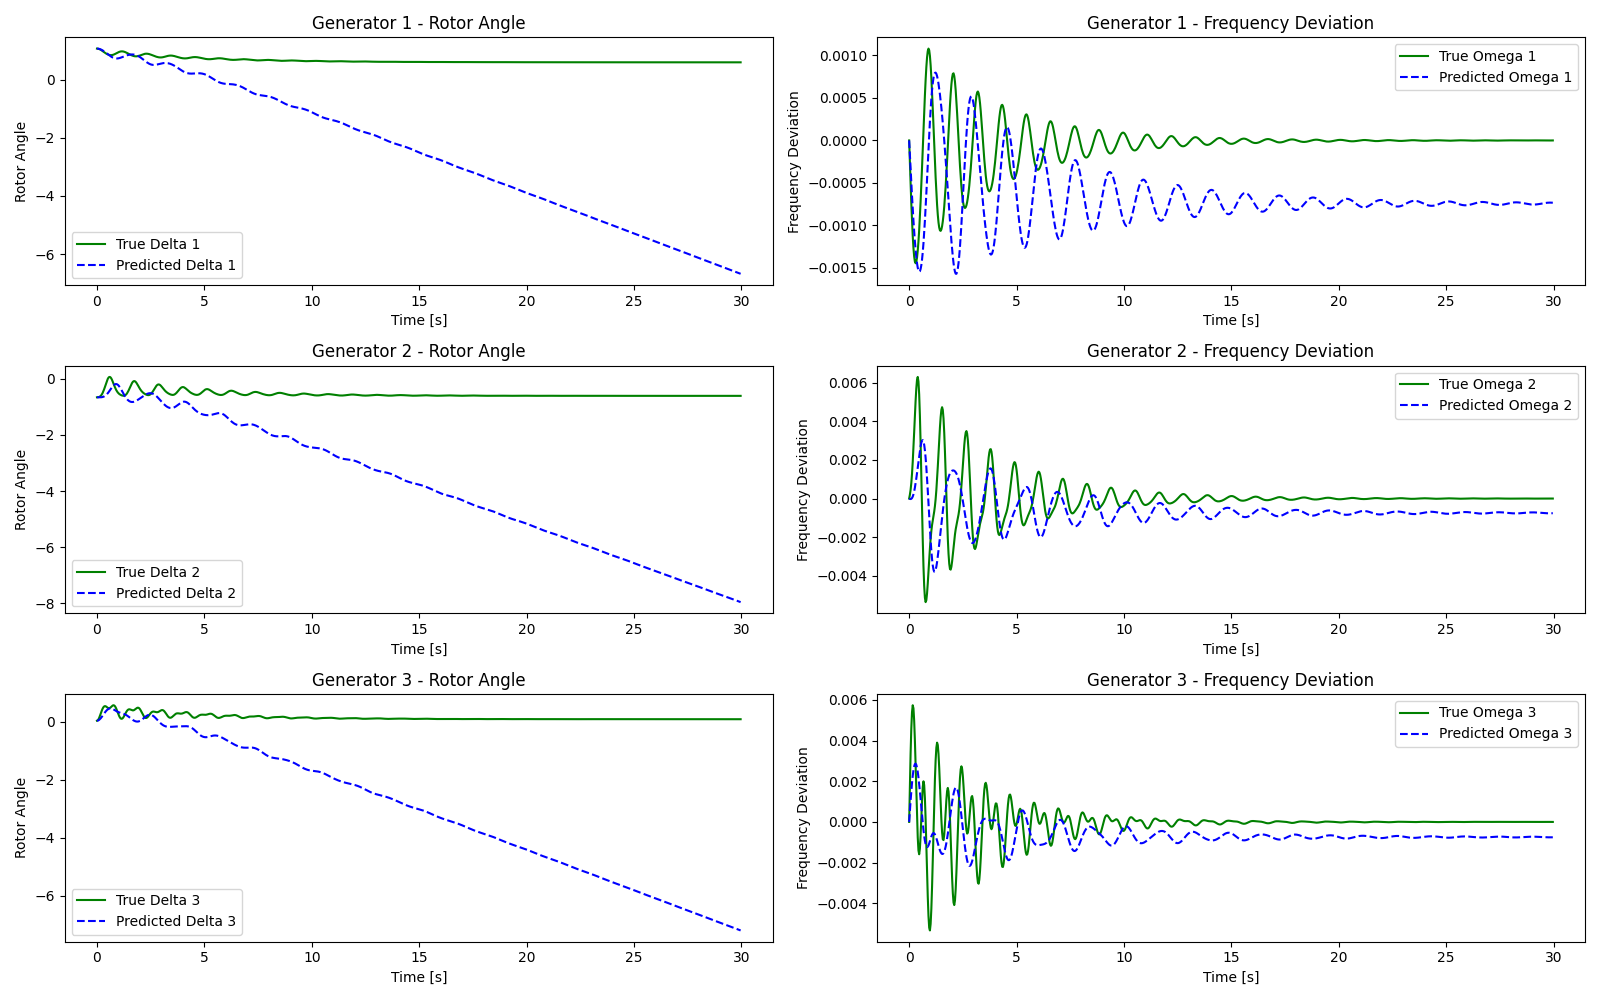 Generator 1 - Rotor Angle
Rotor Angle
0
−2
−4
−6
True Delta 1
Predicted Delta 1
0 5 10 15 20 25 30
Time [s]
Generator 1 - Frequency Deviation
Frequency Deviation
0.0010
0.0005
0.0000
−0.0005
−0.0010
−0.0015
True Omega 1
Predicted Omega 1
0 5 10 15 20 25 30
Time [s]
Generator 2 - Rotor Angle
Rotor Angle
0
−2
−4
−6
−8
True Delta 2
Predicted Delta 2
0 5 10 15 20 25 30
Time [s]
Generator 2 - Frequency Deviation
Frequency Deviation
0.006
0.004
0.002
0.000
−0.002
−0.004
True Omega 2
Predicted Omega 2
0 5 10 15 20 25 30
Time [s]
Generator 3 - Rotor Angle
Rotor Angle
0
−2
−4
−6
True Delta 3
Predicted Delta 3
0 5 10 15 20 25 30
Time [s]
Generator 3 - Frequency Deviation
Frequency Deviation
0.006
0.004
0.002
0.000
−0.002
−0.004
True Omega 3
Predicted Omega 3
0 5 10 15 20 25 30
Time [s]